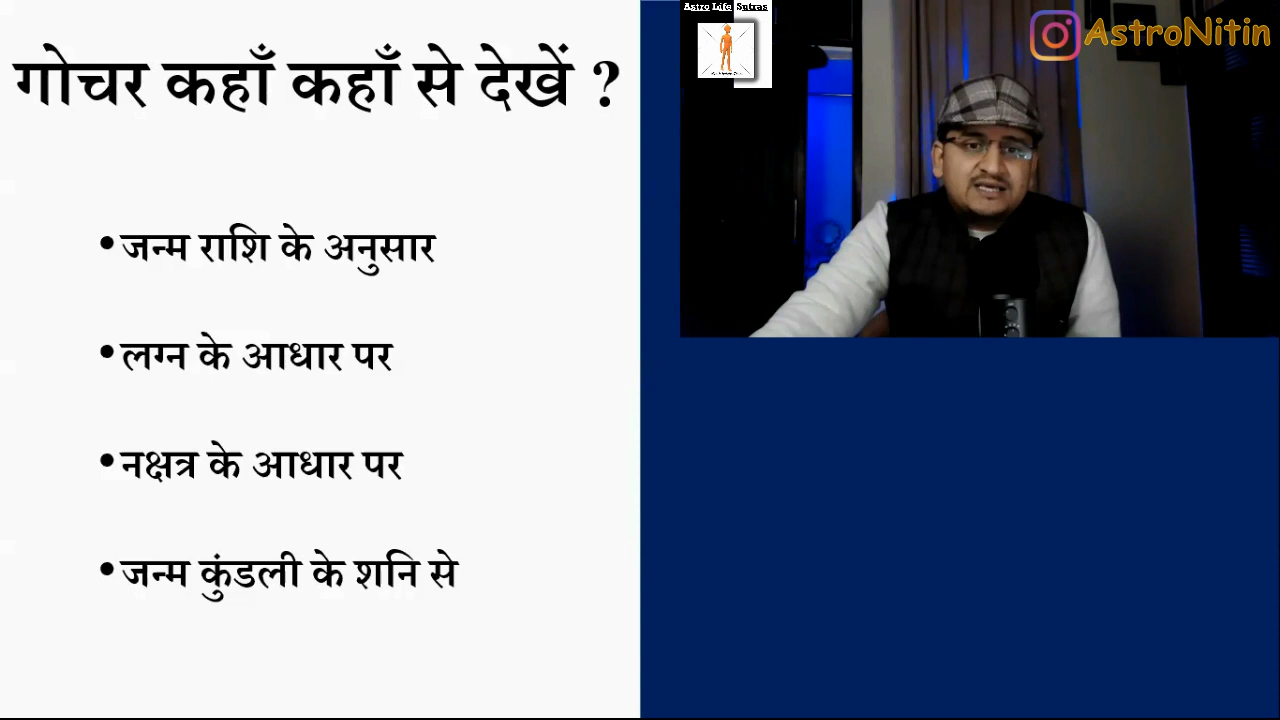 गोचर कहाँ कहाँ से देखें ?
• जन्म राशि के अनुसार
• लग्न के आधार पर
• नक्षत्र के आधार पर
• जन्म कुंडली के शनि से
Astro Life Sutras
AstroNitin